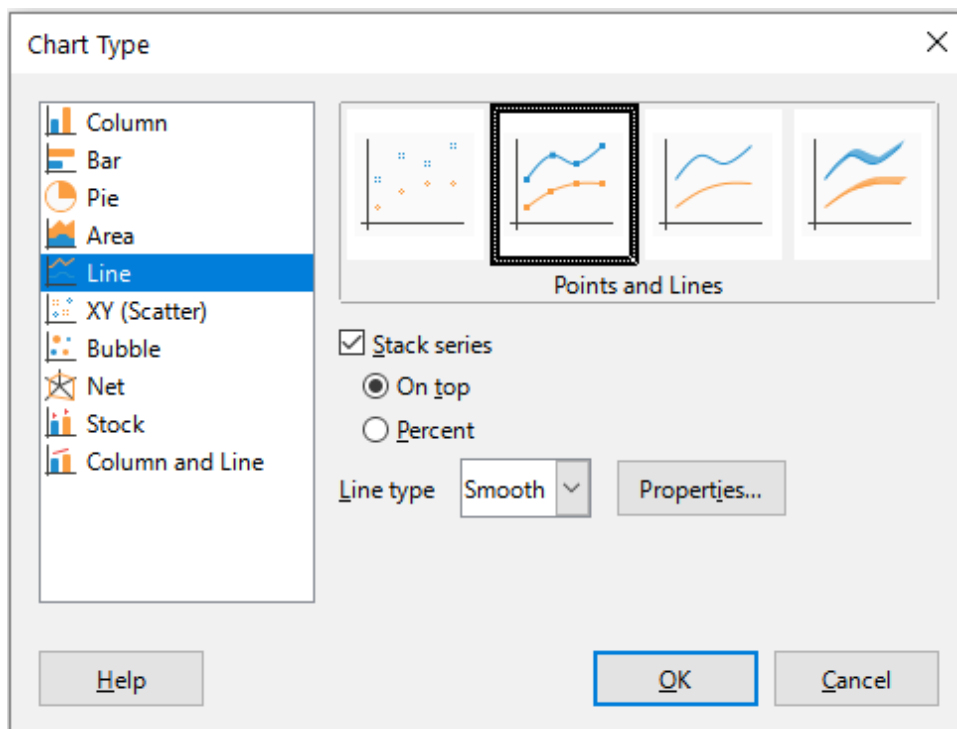 Chart Type
Column
Bar
Pie
Area
Line
XY (Scatter)
Bubble
Net
Stock
Column and Line
Points and Lines
Stack series
On top
Percent
Line type Smooth Properties...
Help OK Cancel